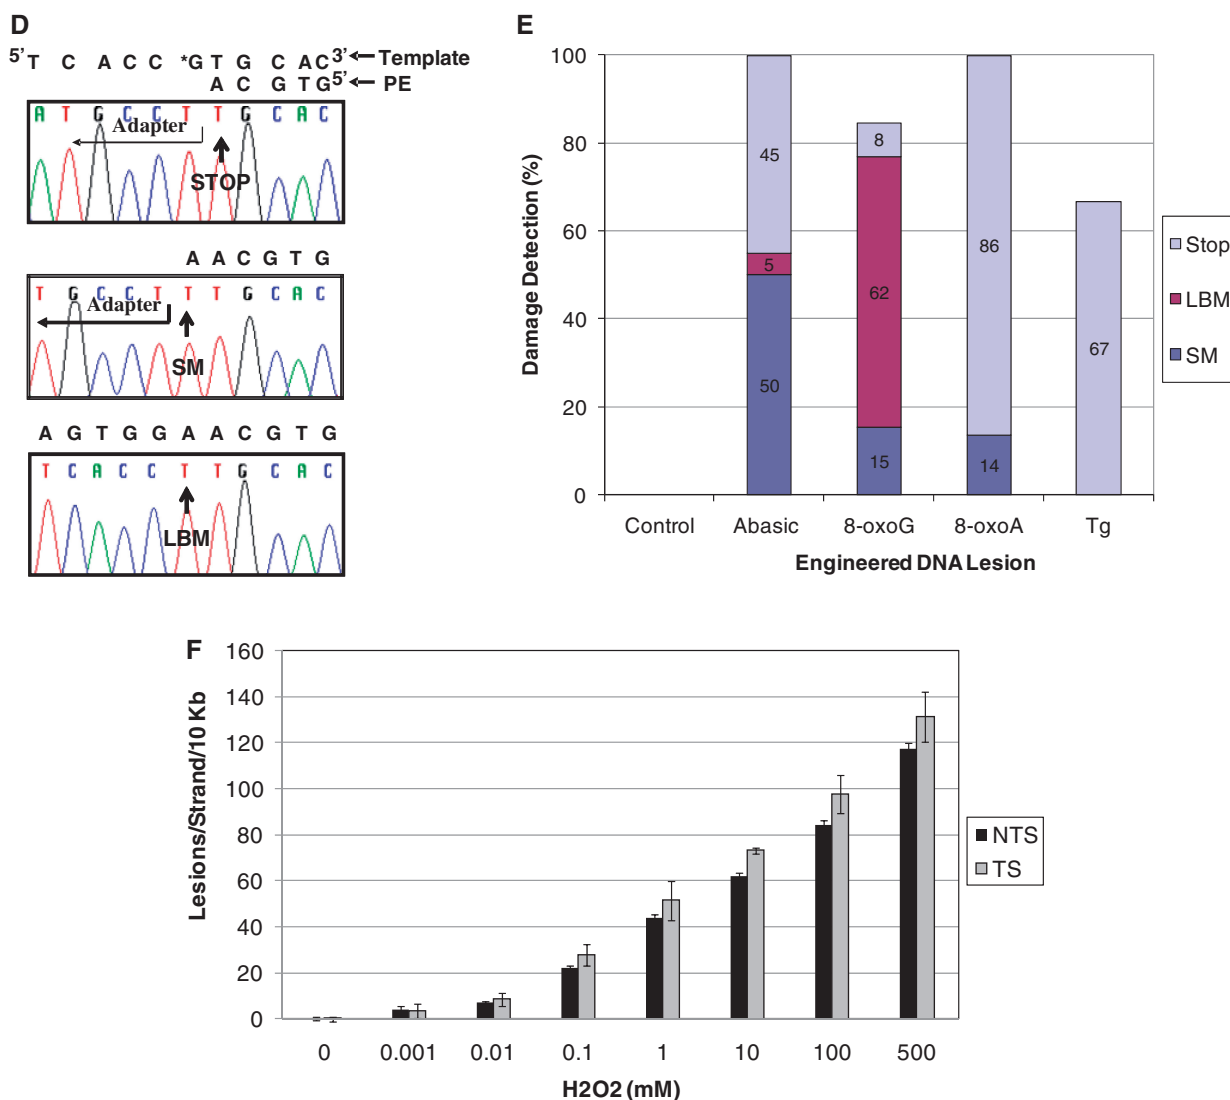 D
5’T C A C C *G T G C A C3’← Template
A C G T G5’← PE
A T G C C T T G C A C
Adapter
STOP
A A C G T G
T G C C T T T G C A C
Adapter
SM
A G T G G A A C G T G
T C A C C T T G C A C
LBM
E
100
80
60
40
20
0
Damage Detection (%)
45
5
50
8
62
15
86
14
67
Control Abasic 8-oxoG 8-oxoA Tg
Engineered DNA Lesion
Stop
LBM
SM
F
160
140
120
100
80
60
40
20
0
Lesions/Strand/10 Kb
0 0.001 0.01 0.1 1 10 100 500
H2O2 (mM)
NTS
TS